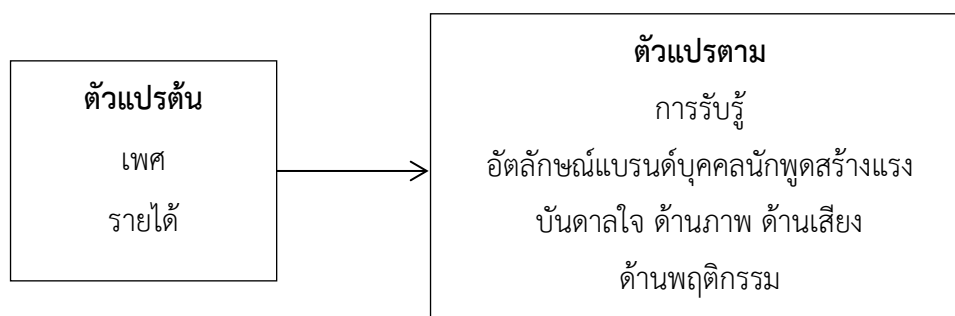 ตัวแปรต้น
เพศ
รายได้
ตัวแปรตาม
การรับรู้
อัตลักษณ์แบรนด์บุคคลนักพูดสร้างแรง
บันดาลใจ ด้านภาพ ด้านเสียง
ด้านพฤติกรรม